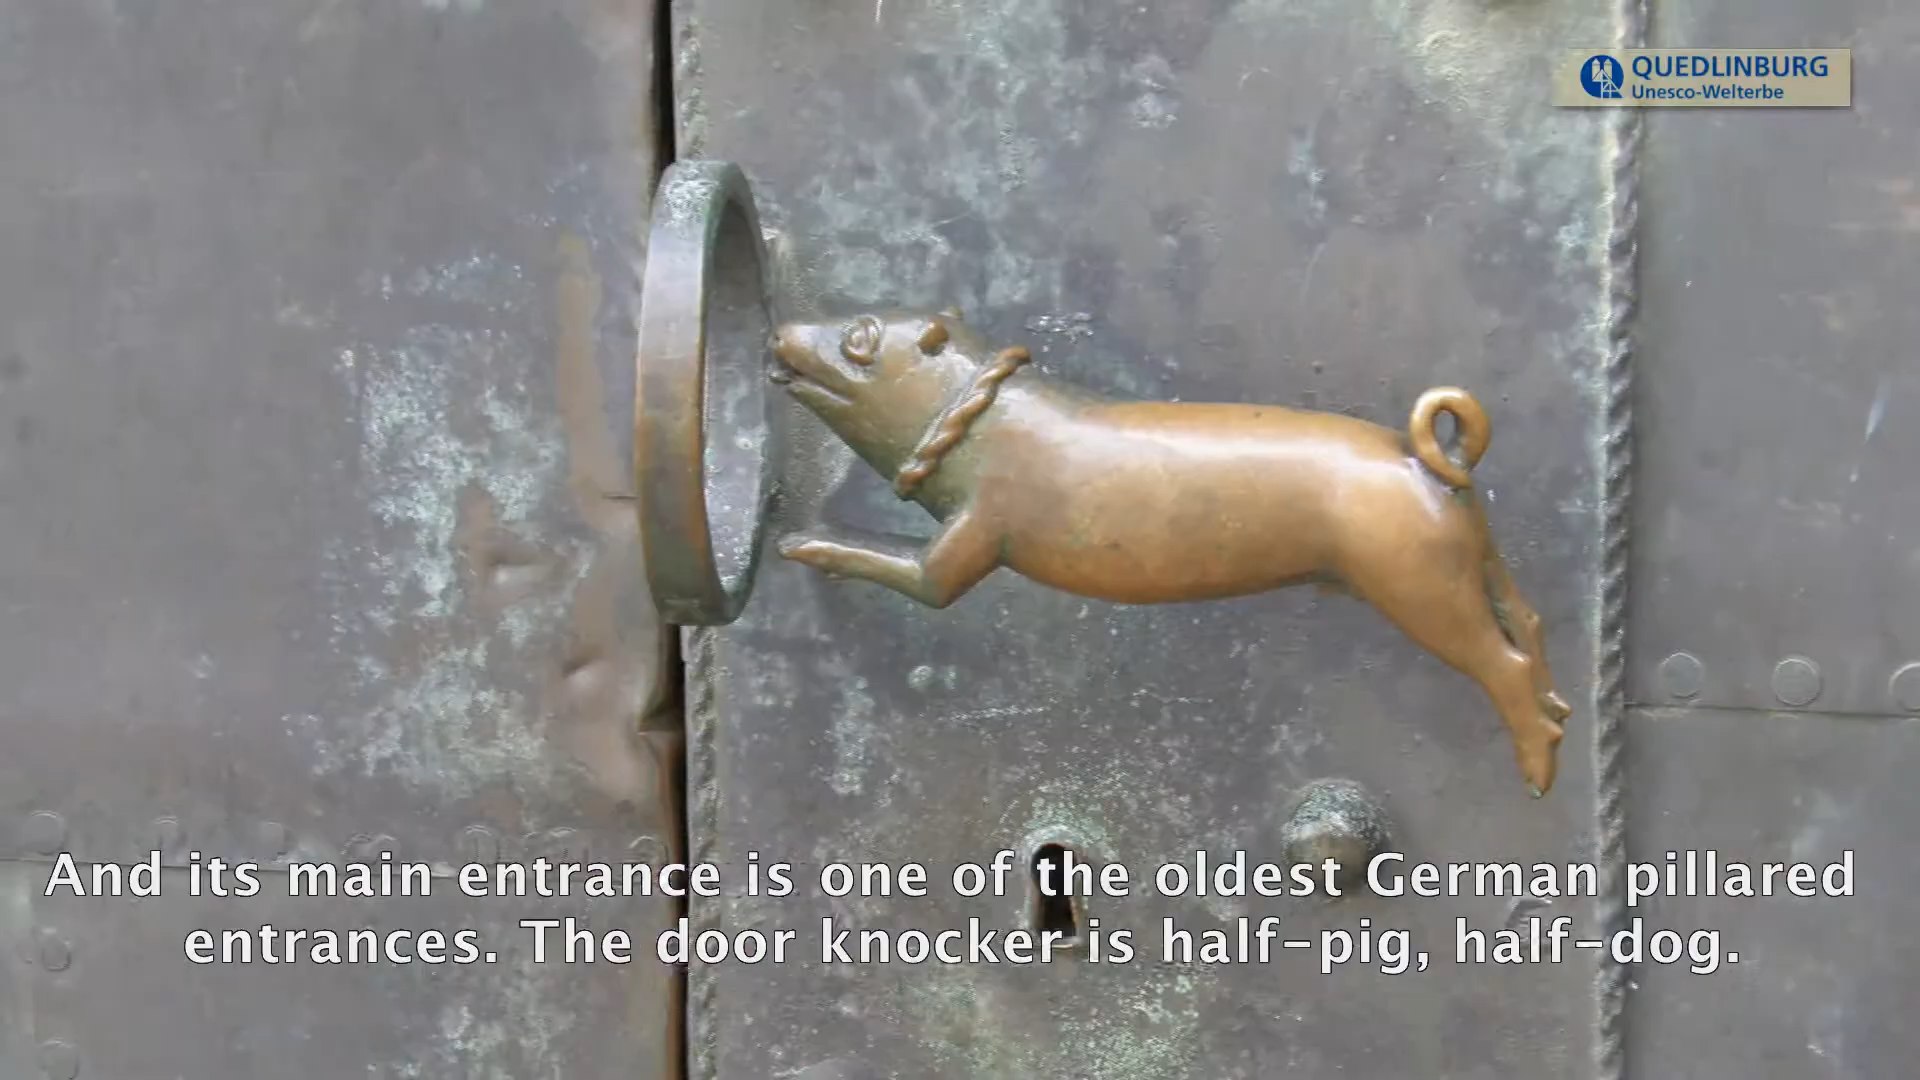 QUEDLINBURG
Unesco-Welterbe
And its main entrance is one of the oldest German pillared
entrances. The door knocker is half-pig, half-dog.